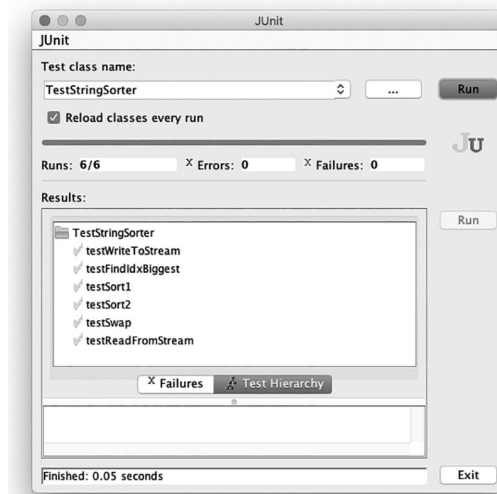 JUnit
JUnit
Test class name:
TestStringSorter
...
Run
Reload classes every run
JU
Runs: 6/6
X Errors: 0
X Failures: 0
Results:
Run
TestStringSorter
testWriteToStream
testFindIdxBiggest
testSort1
testSort2
testSwap
testReadFromStream
X Failures
Test Hierarchy
Finished: 0.05 seconds
Exit